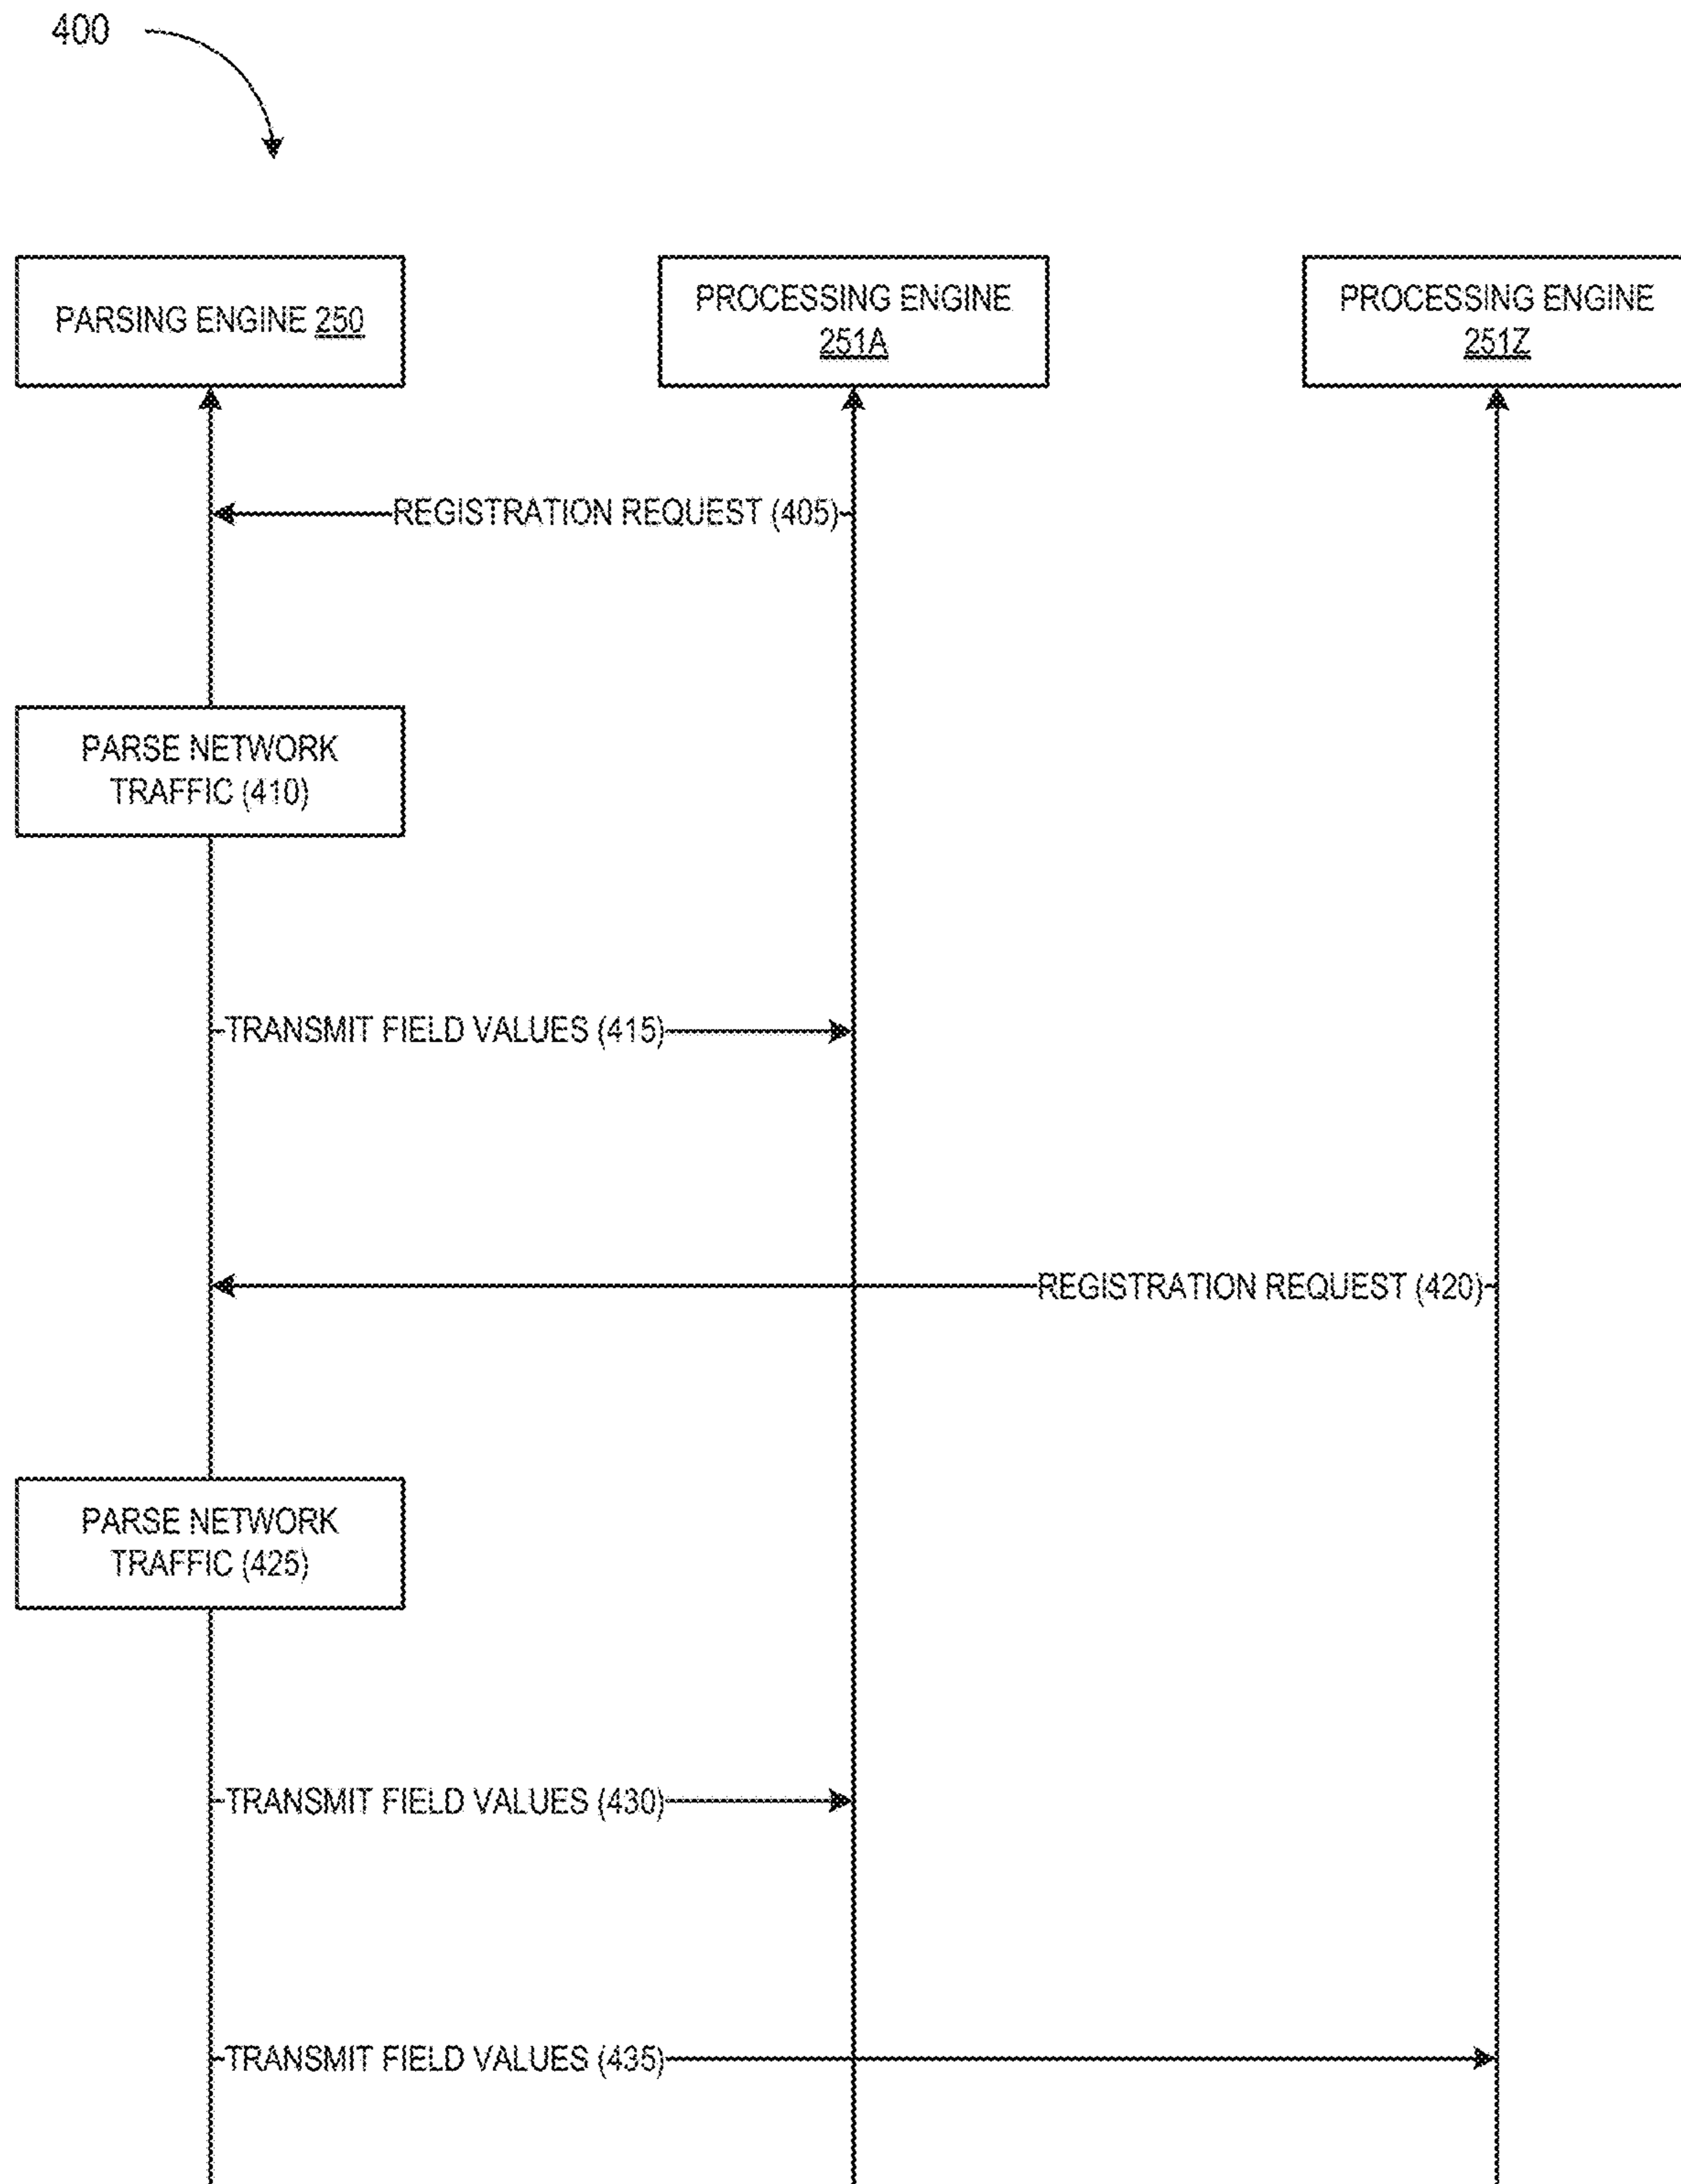 400
PARSING ENGINE 250
PROCESSING ENGINE
251A
PROCESSING ENGINE
251Z
REGISTRATION REQUEST (405)
PARSE NETWORK
TRAFFIC (410)
TRANSMIT FIELD VALUES (415)
REGISTRATION REQUEST (420)
PARSE NETWORK
TRAFFIC (425)
TRANSMIT FIELD VALUES (430)
TRANSMIT FIELD VALUES (435)